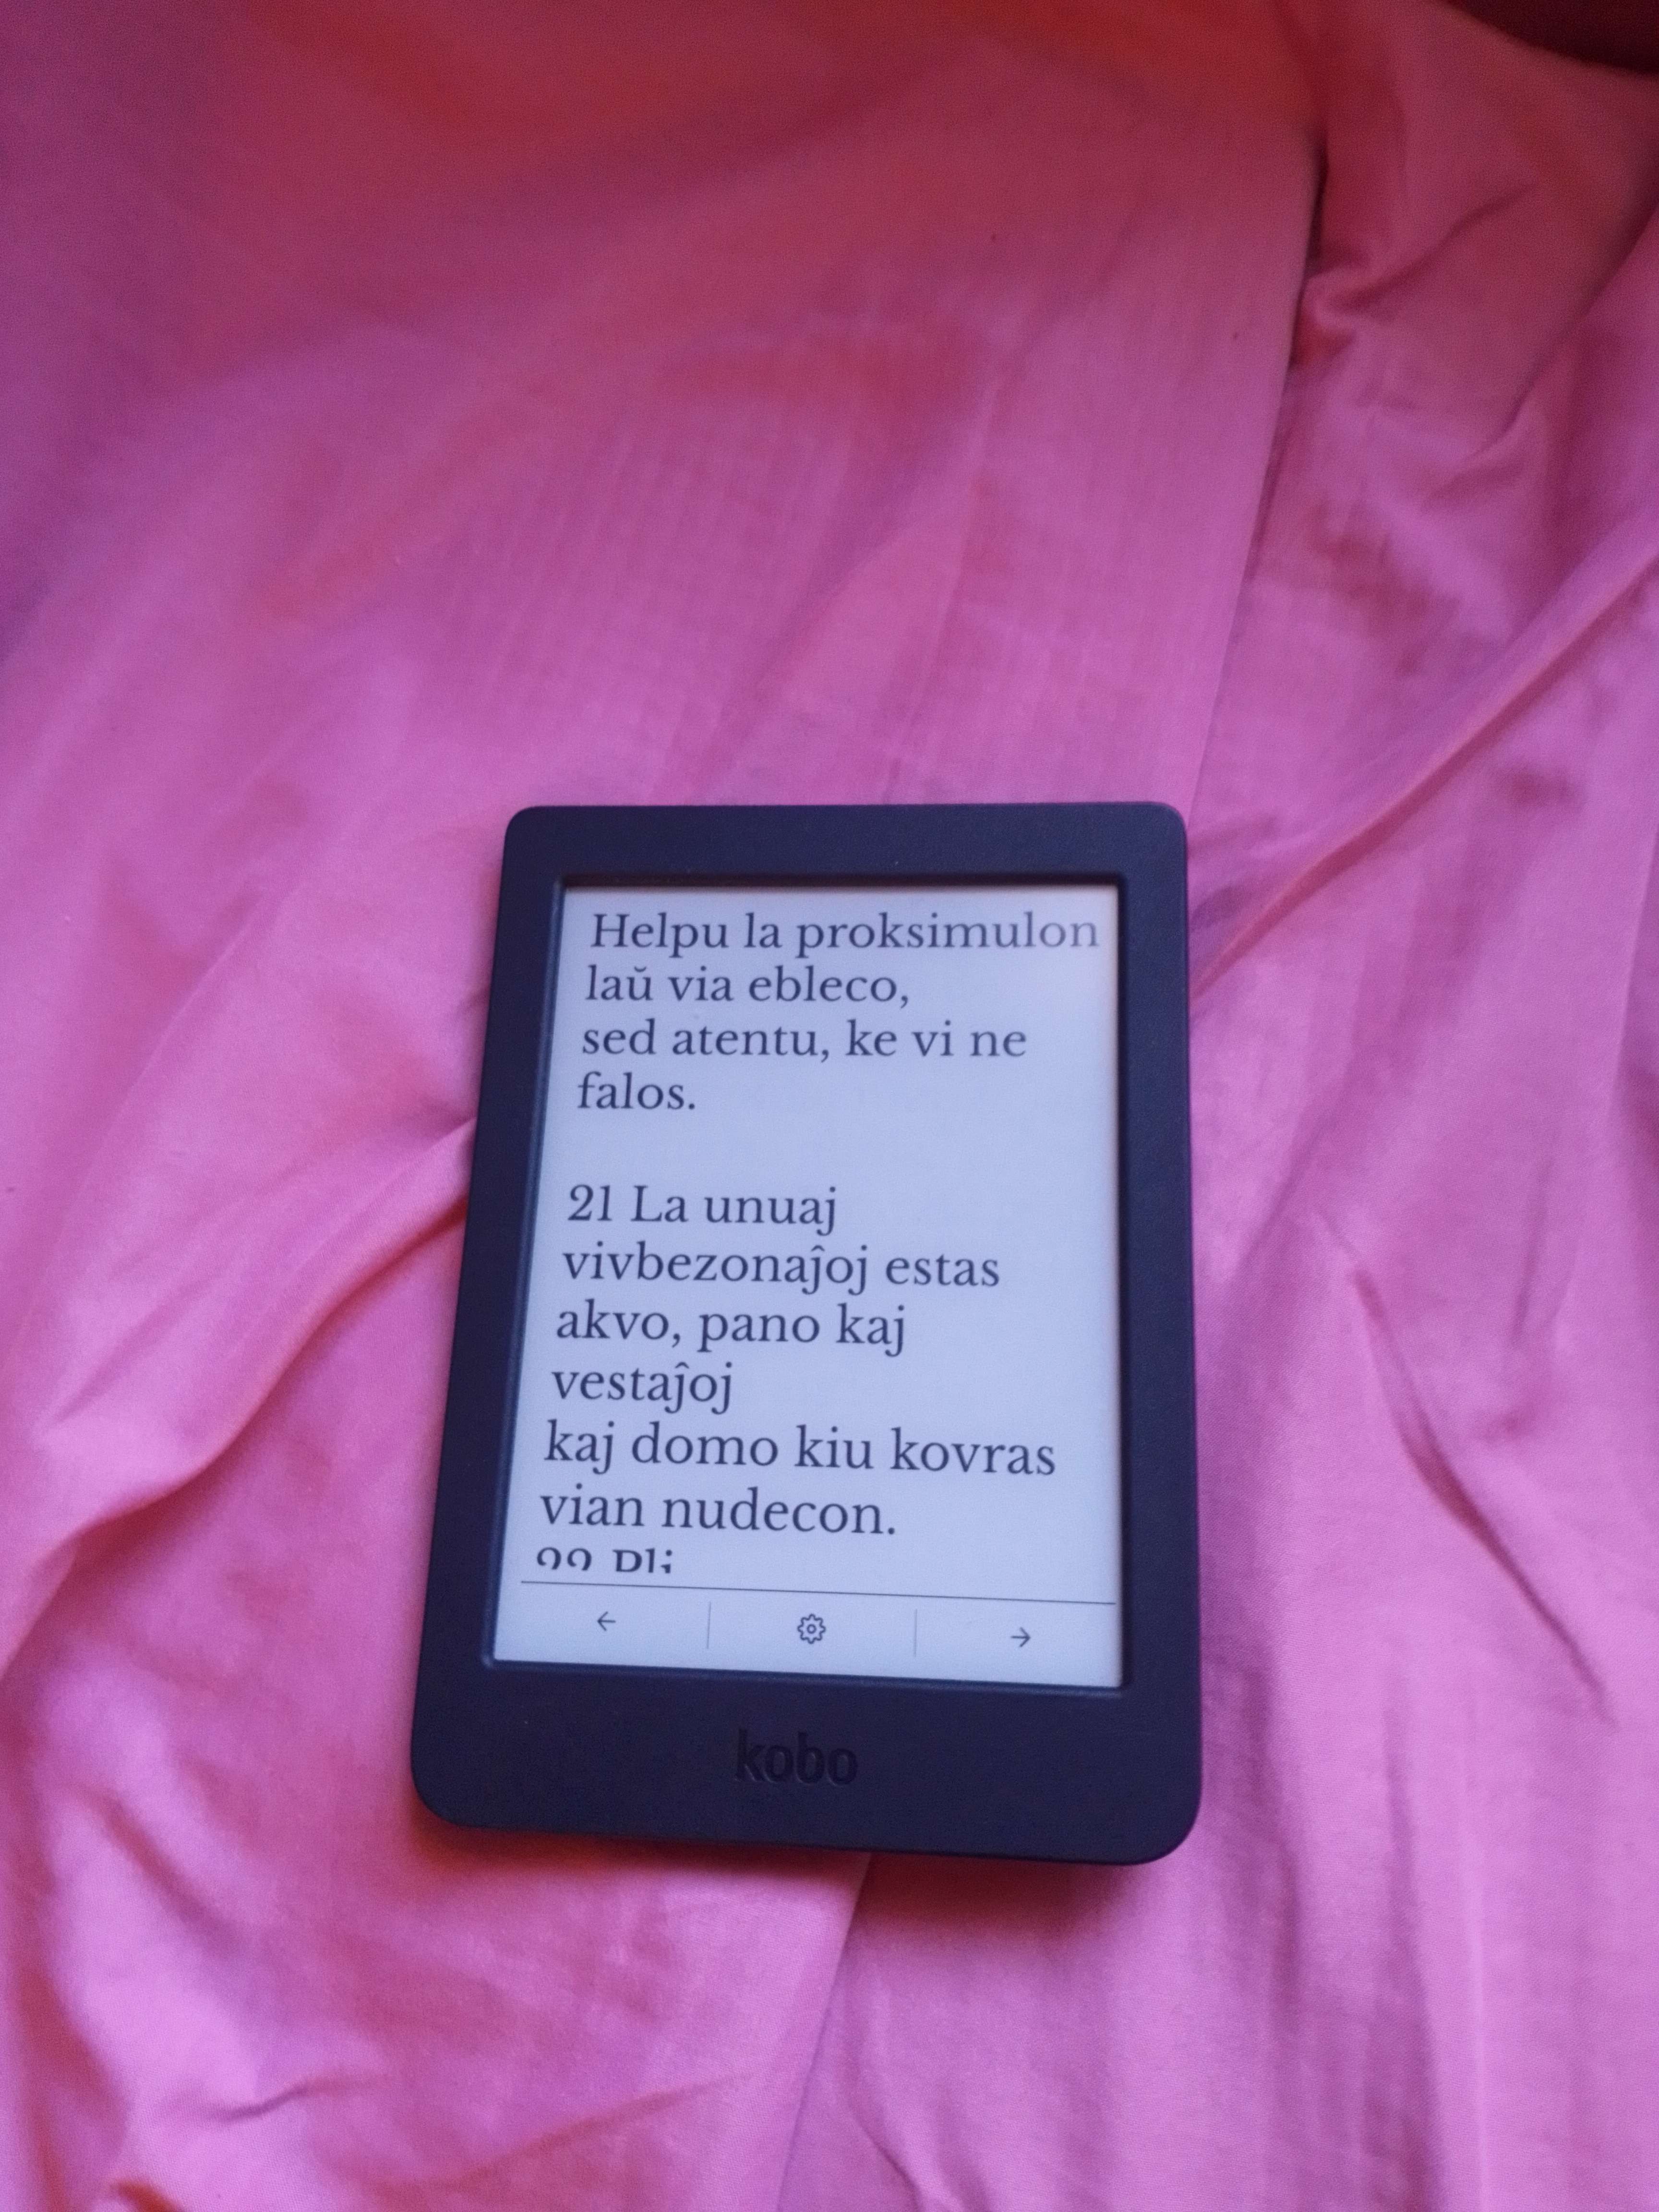 Helpu la proksimulon
laŭ via ebleco,
sed atentu, ke vi ne
falos.
21 La unuaj
vivbezonaĵoj estas
akvo, pano kaj
vestaĵoj
kaj domo kiu kovras
vian nudecon.
kobo